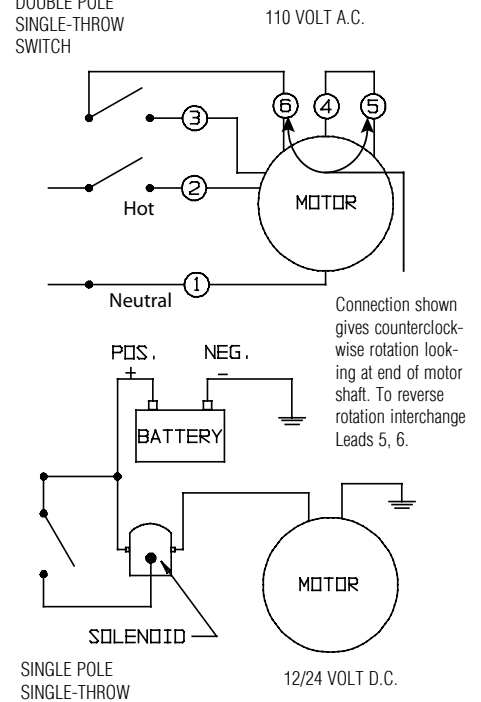 DOUBLE POLE
SINGLE-THROW
SWITCH
110 VOLT A.C.
6
4
5
3
2
MOTOR
Hot
1
Neutral
Connection shown
gives counterclock-
wise rotation look-
ing at end of motor
shaft. To reverse
rotation interchange
Leads 5, 6.
POS.
NEG.
+
−
BATTERY
MOTOR
SOLENOID
SINGLE POLE
SINGLE-THROW
12/24 VOLT D.C.